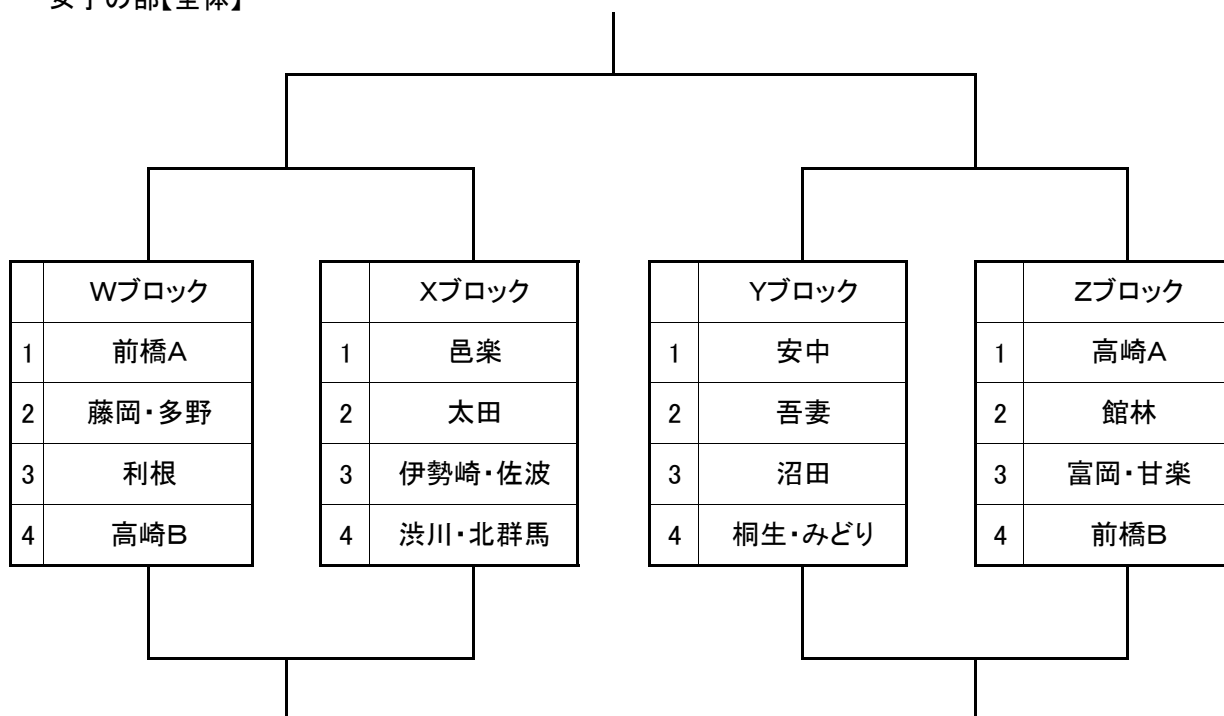 女子の部【全体】
Wブロック
1 前橋A
2 藤岡・多野
3 利根
4 高崎B
Xブロック
1 邑楽
2 太田
3 伊勢崎・佐波
4 渋川・北群馬
Yブロック
1 安中
2 吾妻
3 沼田
4 桐生・みどり
Zブロック
1 高崎A
2 館林
3 富岡・甘楽
4 前橋B